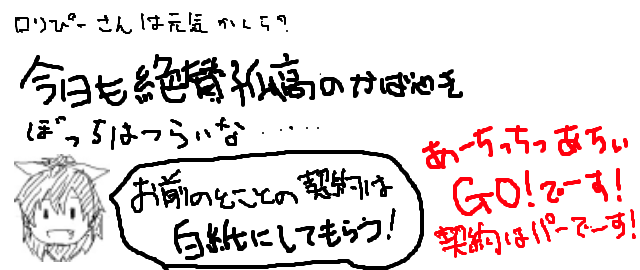 ロリぴーさんは元気かしら?
今日も絶賛孤高のかば焼き
ぼっちはつらいな・・・・・
お前のとことの契約は
白紙にしてもらう!
あーちっちっあちぃ
GO!でーす!
契約はパーでーす!